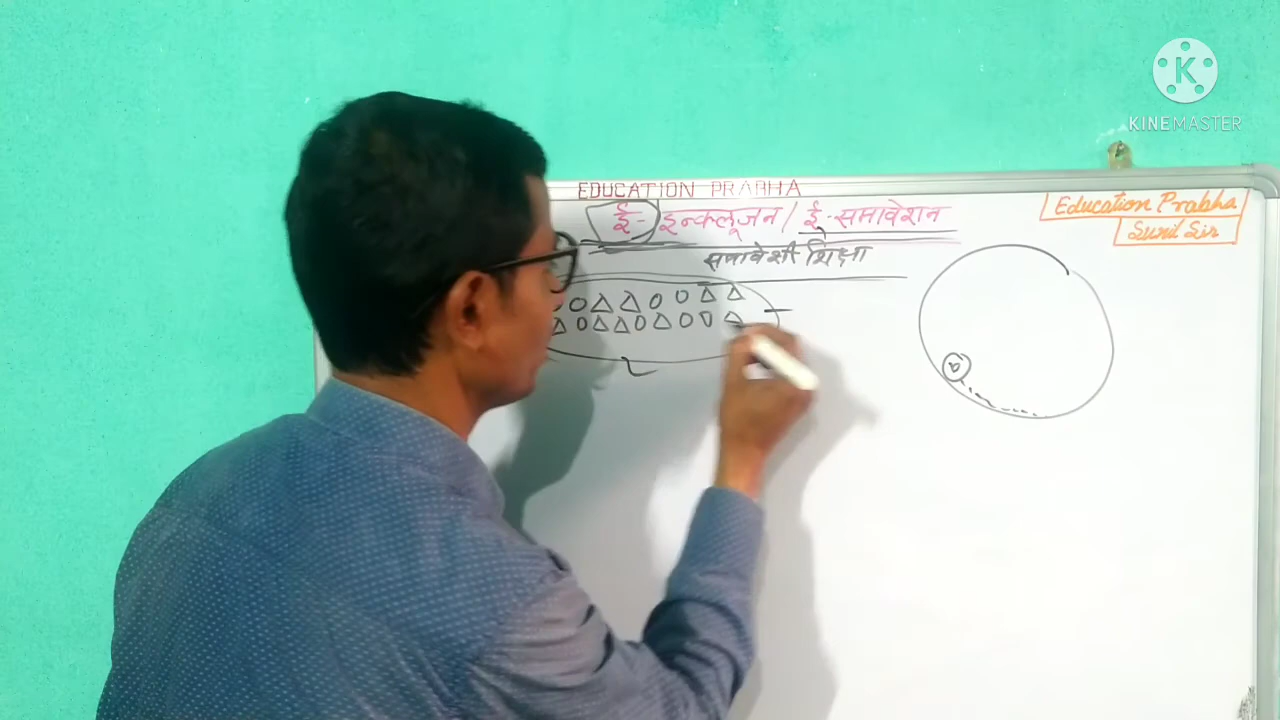 KINEMASTER
EDUCATION PRABHA
ई- इन्क्लूजन / ई-समावेशन
समावेशी शिक्षा
Education Prabha
Sunil Sir